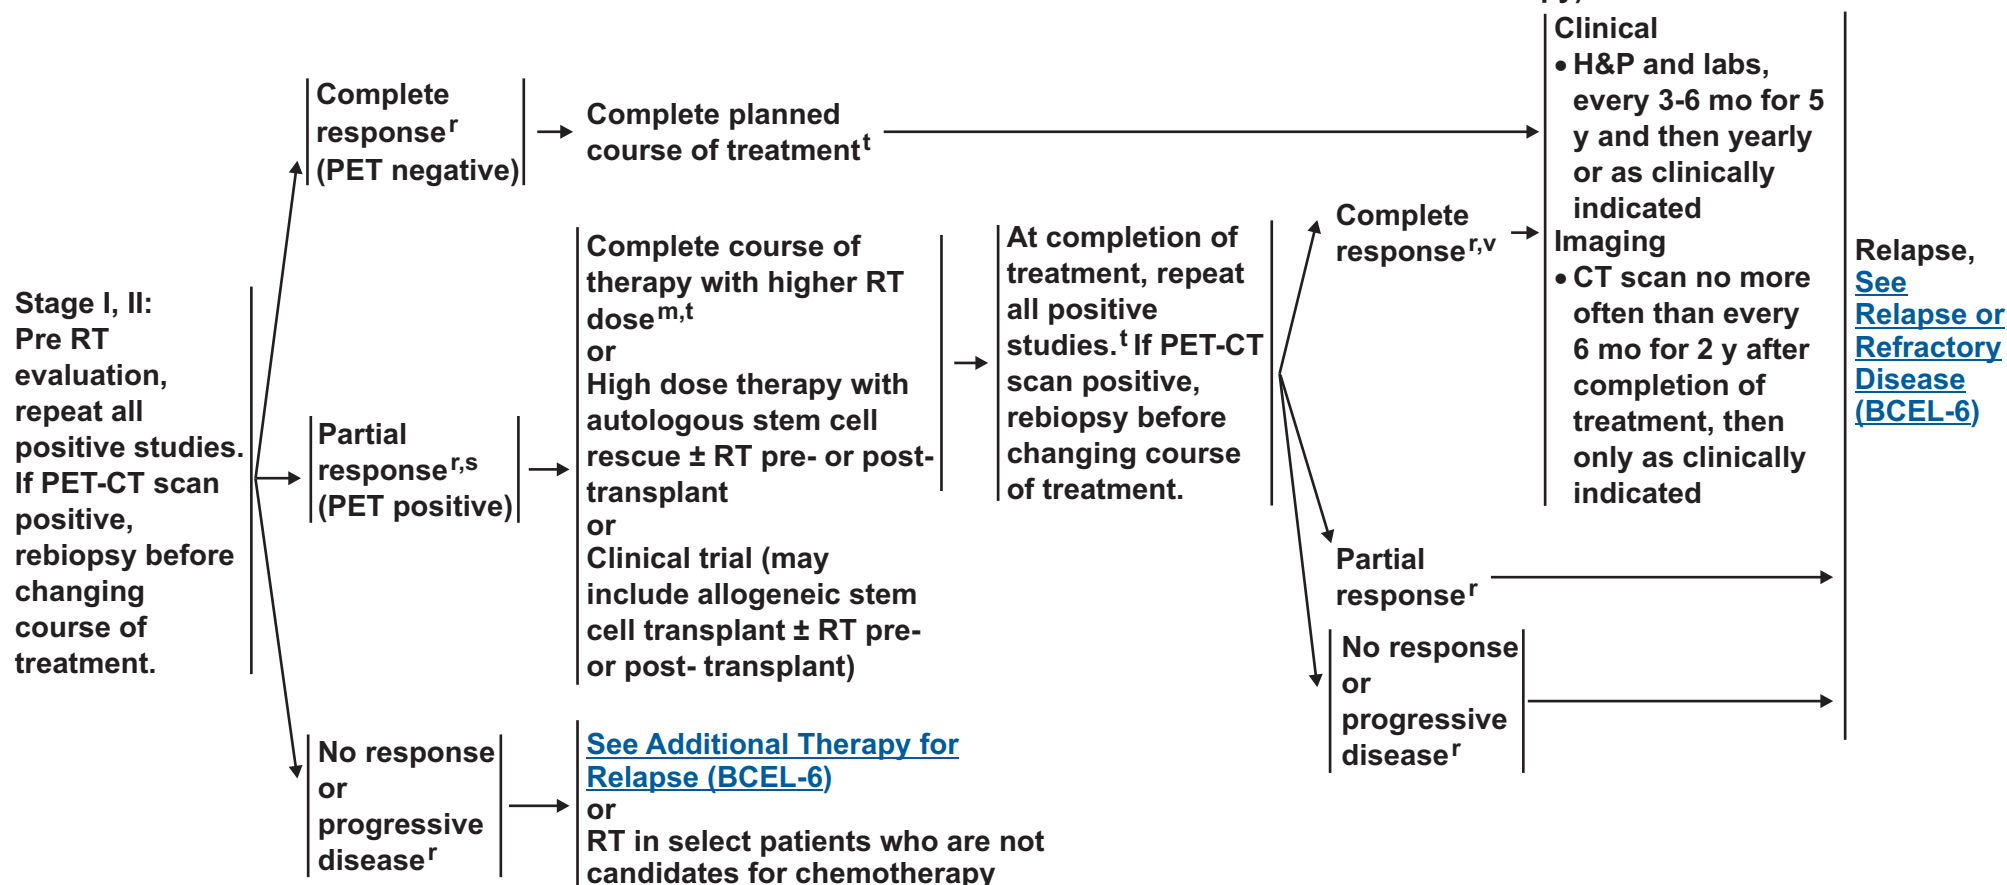 py)
Stage I, II:
Pre RT
evaluation,
repeat all
positive studies.
If PET-CT scan
positive,
rebiopsy before
changing
course of
treatment.
Complete
response r
(PET negative)
Complete planned
course of treatment t
Partial
response r,s
(PET positive)
Complete course of
therapy with higher RT
dose m,t
or
High dose therapy with
autologous stem cell
rescue ± RT pre- or post-
transplant
or
Clinical trial (may
include allogeneic stem
cell transplant ± RT pre-
or post- transplant)
At completion of
treatment, repeat
all positive
studies. t If PET-CT
scan positive,
rebiopsy before
changing course
of treatment.
No response
or
progressive
disease r
See Additional Therapy for
Relapse (BCEL-6)
or
RT in select patients who are not
candidates for chemotherapy
Complete
response r,v
Partial
response r
No response
or
progressive
disease r
Clinical
• H&P and labs,
every 3-6 mo for 5
y and then yearly
or as clinically
indicated
Imaging
• CT scan no more
often than every
6 mo for 2 y after
completion of
treatment, then
only as clinically
indicated
Relapse,
See
Relapse or
Refractory
Disease
(BCEL-6)